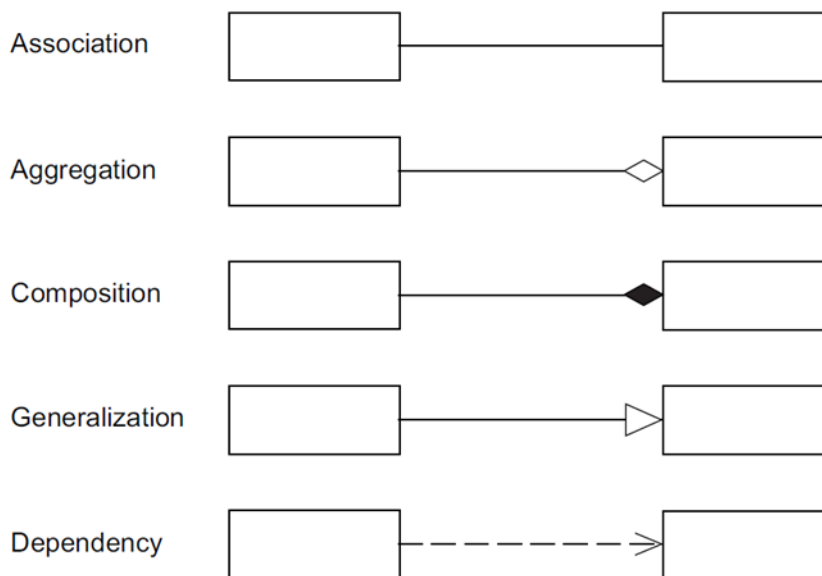 Association
Aggregation
Composition
Generalization
Dependency